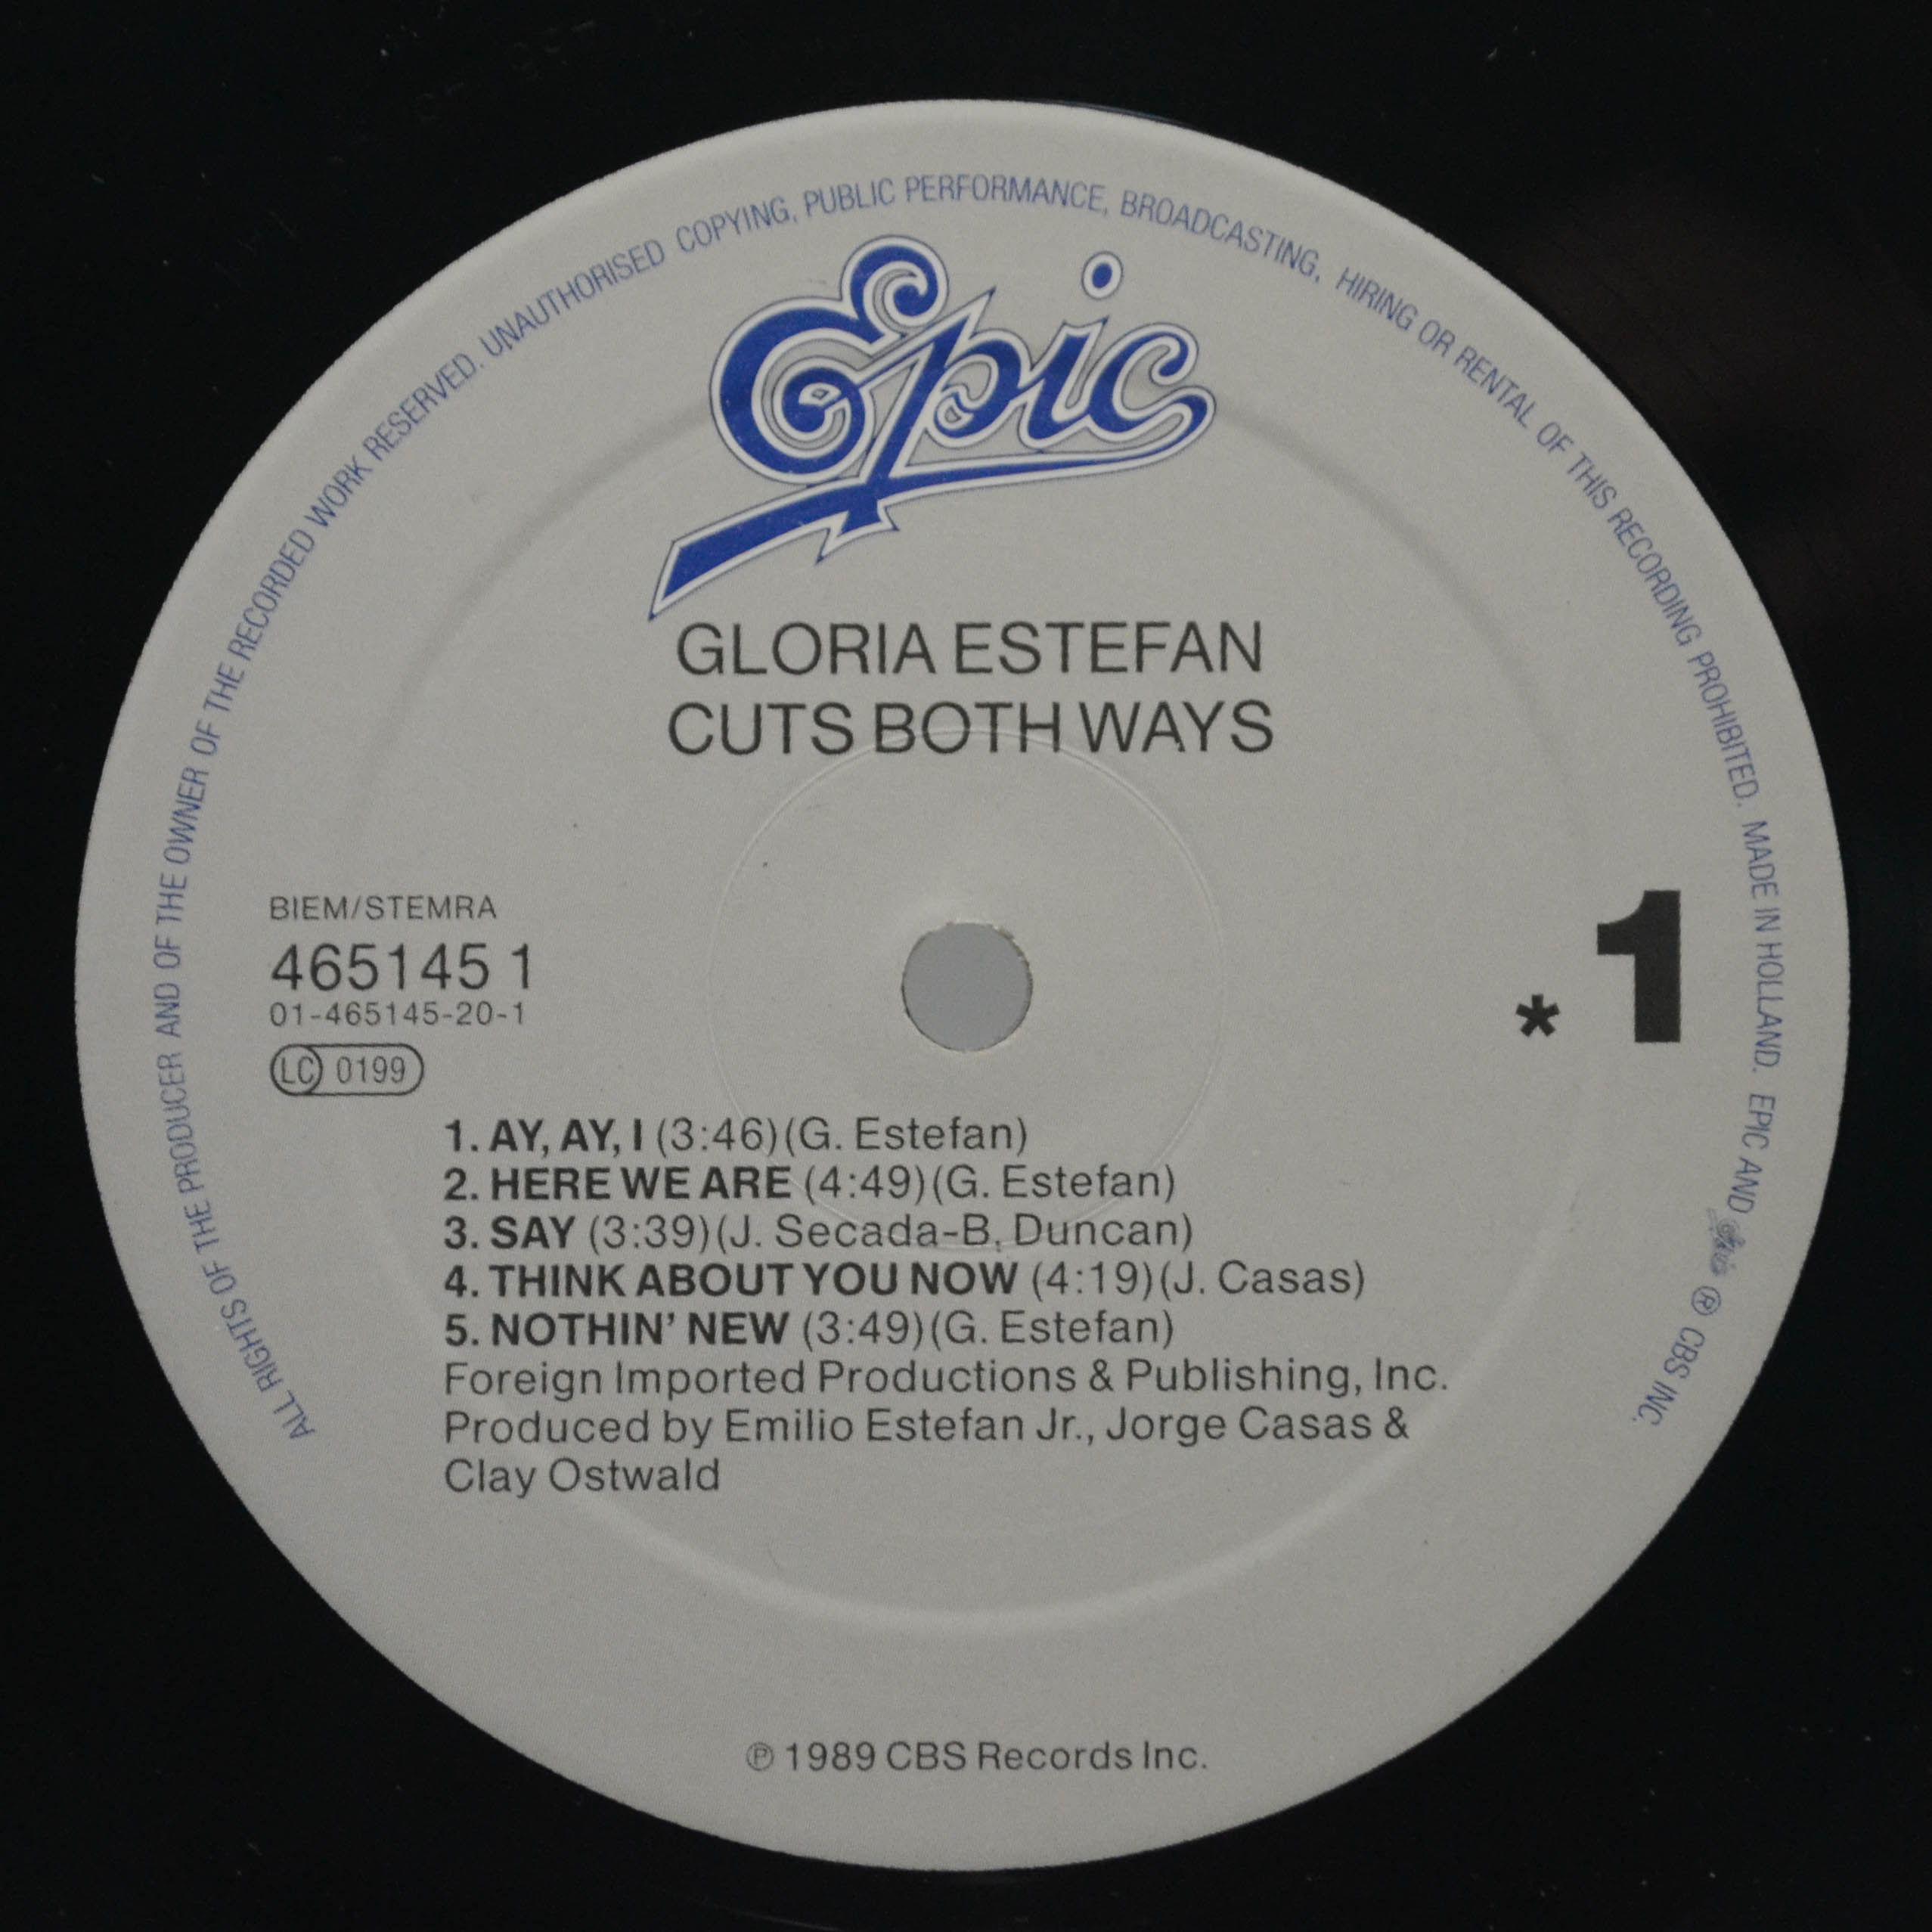 ALL RIGHTS OF THE PRODUCER AND OF THE OWNER OF THE RECORDED WORK RESERVED. UNAUTHORISED COPYING, PUBLIC PERFORMANCE, BROADCASTING, HIRING OR RENTAL OF THIS RECORDING PROHIBITED. MADE IN HOLLAND. EPIC AND Epic ® CBS INC.
Epic
GLORIA ESTEFAN
CUTS BOTH WAYS
BIEM/STEMRA
465145 1
01-465145-20-1
LC 0199
* 1
1. AY, AY, I (3:46)(G. Estefan)
2. HERE WE ARE (4:49)(G. Estefan)
3. SAY (3:39)(J. Secada-B, Duncan)
4. THINK ABOUT YOU NOW (4:19)(J. Casas)
5. NOTHIN' NEW (3:49)(G. Estefan)
Foreign Imported Productions & Publishing, Inc.
Produced by Emilio Estefan Jr., Jorge Casas &
Clay Ostwald
℗ 1989 CBS Records Inc.